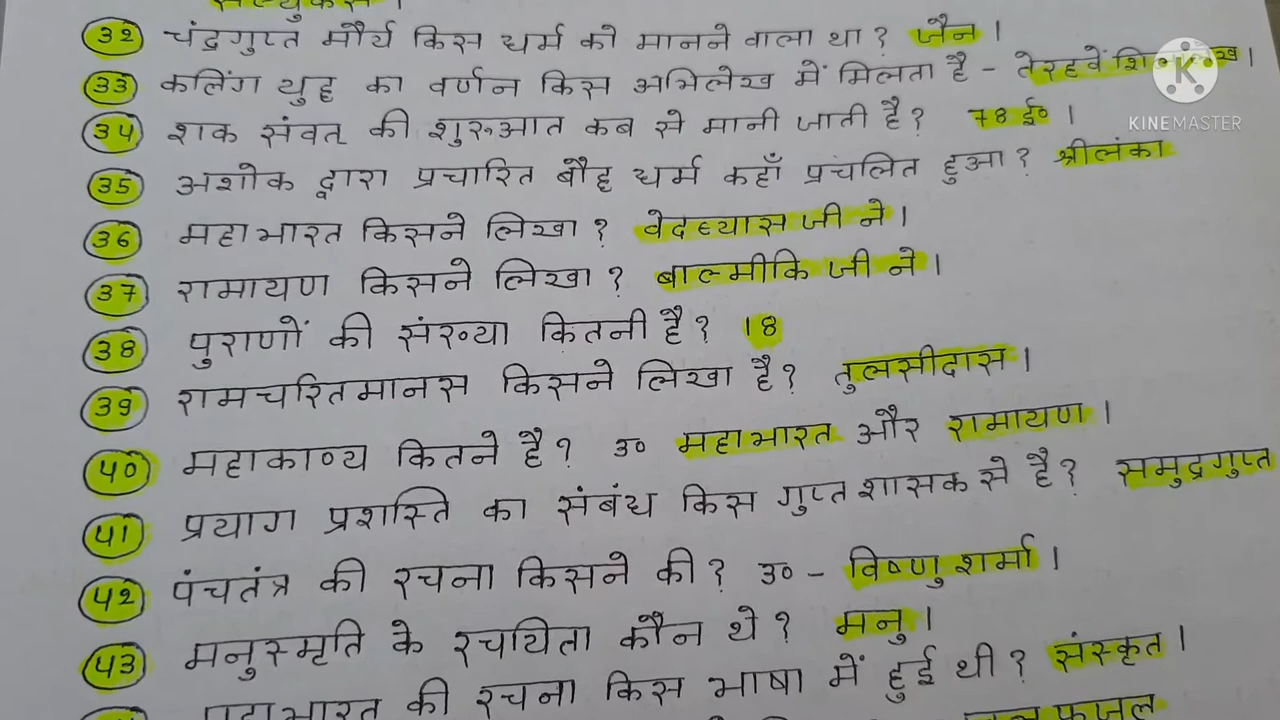 सेल्यूकस।
32 चंद्रगुप्त मौर्य किस धर्म को मानने वाला था? जैन।
33 कलिंग युद्ध का वर्णन किस अभिलेख में मिलता है - तेरहवें
34 शक संवत् की शुरुआत कब से मानी जाती है? 78 ई०।
35 अशोक द्वारा प्रचारित बौद्ध धर्म कहाँ प्रचलित हुआ? श्रीलंका
36 महाभारत किसने लिखा? वेदव्यास जी ने।
37 रामायण किसने लिखा? बाल्मीकि जी ने।
38 पुराणों की संख्या कितनी है? 18
39 रामचरितमानस किसने लिखा है? तुलसीदास।
40 महाकाव्य कितने है? उ० महाभारत और रामायण।
41 प्रयाग प्रशस्ति का संबंध किस गुप्त शासक से है? समुद्रगुप्त
42 पंचतंत्र की रचना किसने की? उ० - विष्णु शर्मा।
43 मनुस्मृति के रचयिता कौन थे? मनु।
महाभारत की रचना किस भाषा में हुई थी? संस्कृत।
KINEMASTER